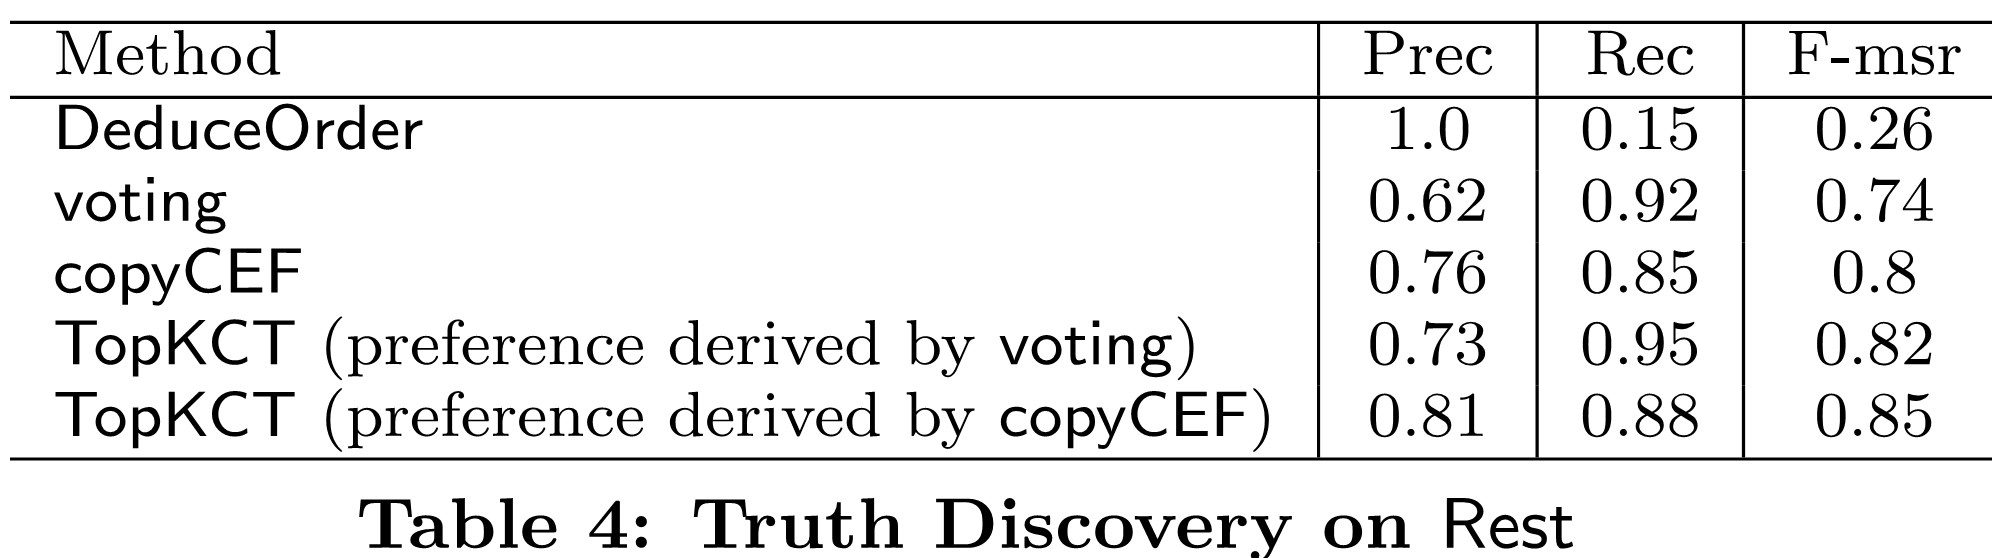 Method Prec Rec F-msr
DeduceOrder 1.0 0.15 0.26
voting 0.62 0.92 0.74
copyCEF 0.76 0.85 0.8
TopKCT (preference derived by voting) 0.73 0.95 0.82
TopKCT (preference derived by copyCEF) 0.81 0.88 0.85
Table 4: Truth Discovery on Rest